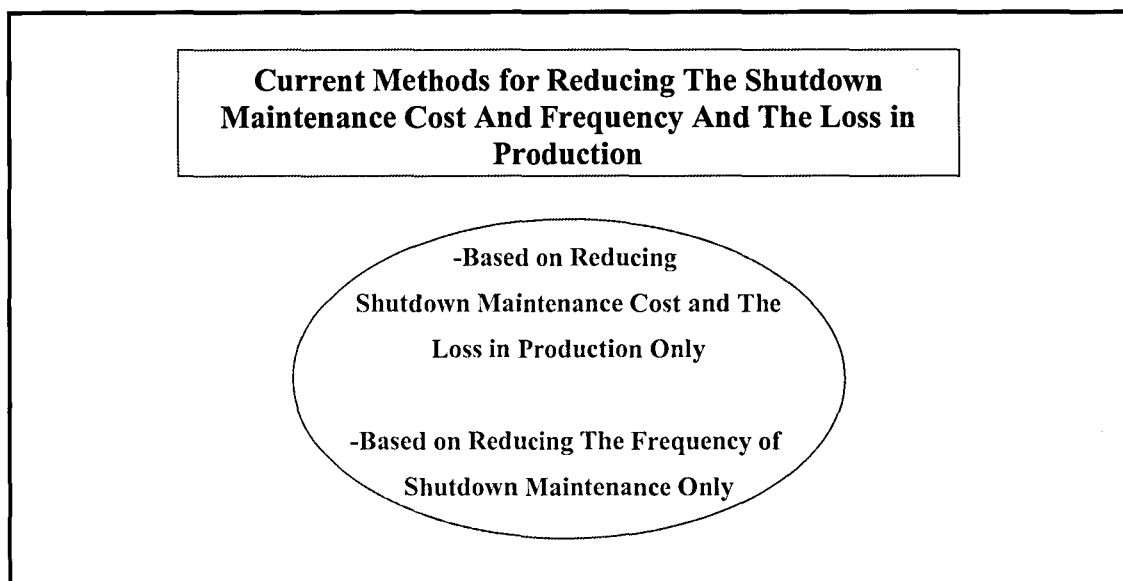 Current Methods for Reducing The Shutdown
Maintenance Cost And Frequency And The Loss in
Production
-Based on Reducing
Shutdown Maintenance Cost and The
Loss in Production Only
-Based on Reducing The Frequency of
Shutdown Maintenance Only